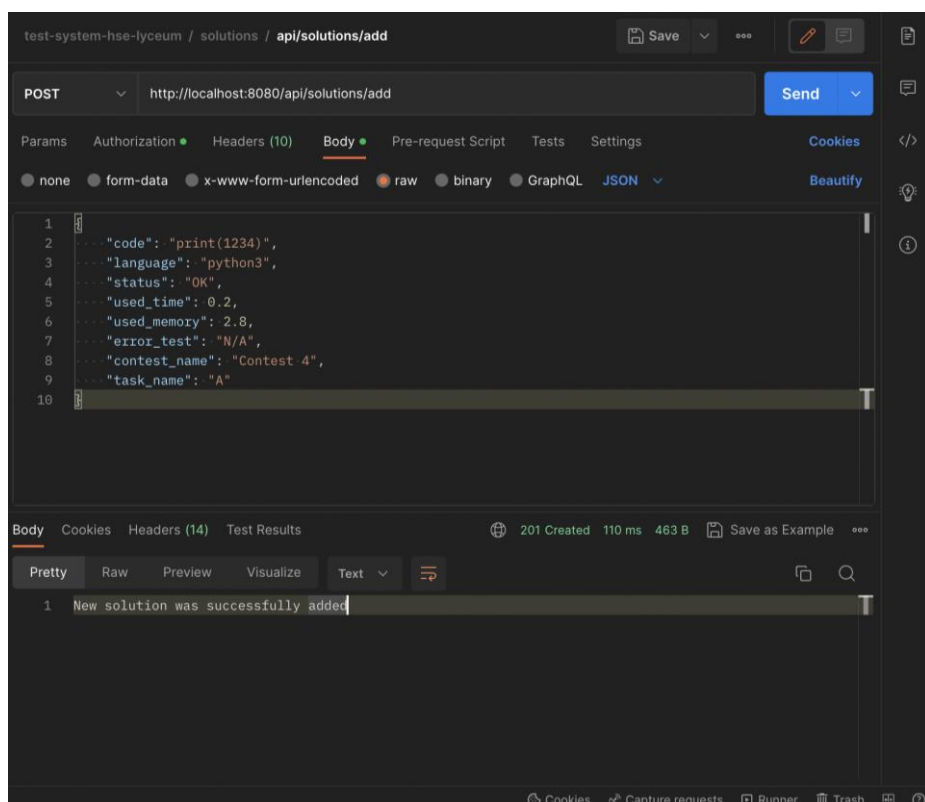 test-system-hse-lyceum / solutions / api/solutions/add Save
POST http://localhost:8080/api/solutions/add Send
Params Authorization Headers (10) Body Pre-request Script Tests Settings Cookies
none form-data x-www-form-urlencoded raw binary GraphQL JSON Beautify
1 {
2 "code": "print(1234)",
3 "language": "python3",
4 "status": "OK",
5 "used_time": 0.2,
6 "used_memory": 2.8,
7 "error_test": "N/A",
8 "contest_name": "Contest 4",
9 "task_name": "A"
10 }
Body Cookies Headers (14) Test Results 201 Created 110 ms 463 B Save as Example
Pretty Raw Preview Visualize Text
1 New solution was successfully added
Cookies Capture requests Runner Trash